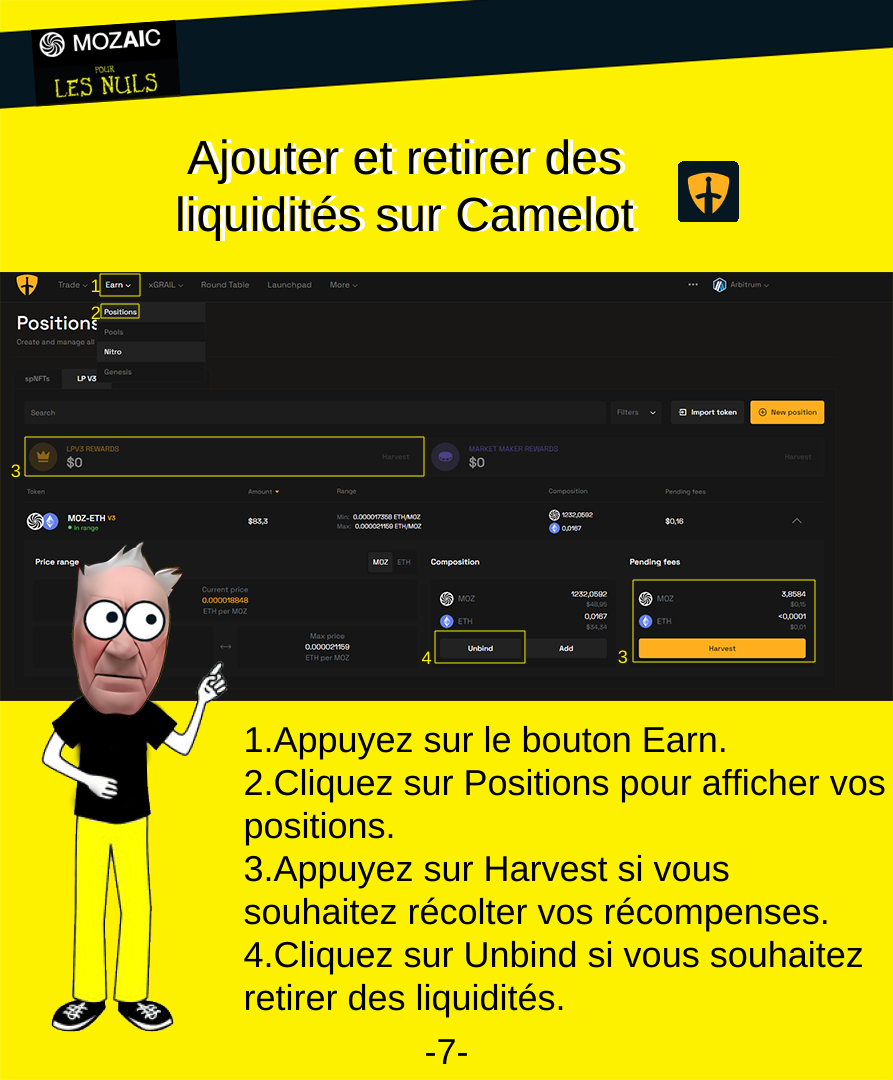 MOZAIC
POUR
LES NULS
Ajouter et retirer des
liquidités sur Camelot
Trade 1 Earn xGRAIL Round Table Launchpad More ••• Arbitrum
2 Positions
Positions
Pools
Create and manage all
Nitro
Genesis
spNFTs LP V3
Search Filters Import token New position
3 LPV3 REWARDS MARKET MAKER REWARDS
$0 Harvest $0 Harvest
Token Amount Range Composition Pending fees
MOZ-ETH V3 $83,3 Min: 0.000017358 ETH/MOZ 1232,0592 $0,16
In range Max: 0.000021159 ETH/MOZ 0,0167
Price range MOZ ETH Composition Pending fees
Current price MOZ 1232,0592 MOZ 3,8584
0.000018848 $48,95 $0,15
ETH per MOZ ETH 0,0167 ETH <0,0001
$34,34 $0,01
Max price
0.000021159
ETH per MOZ
4 Unbind Add 3 Harvest
1.Appuyez sur le bouton Earn.
2.Cliquez sur Positions pour afficher vos
positions.
3.Appuyez sur Harvest si vous
souhaitez récolter vos récompenses.
4.Cliquez sur Unbind si vous souhaitez
retirer des liquidités.
-7-